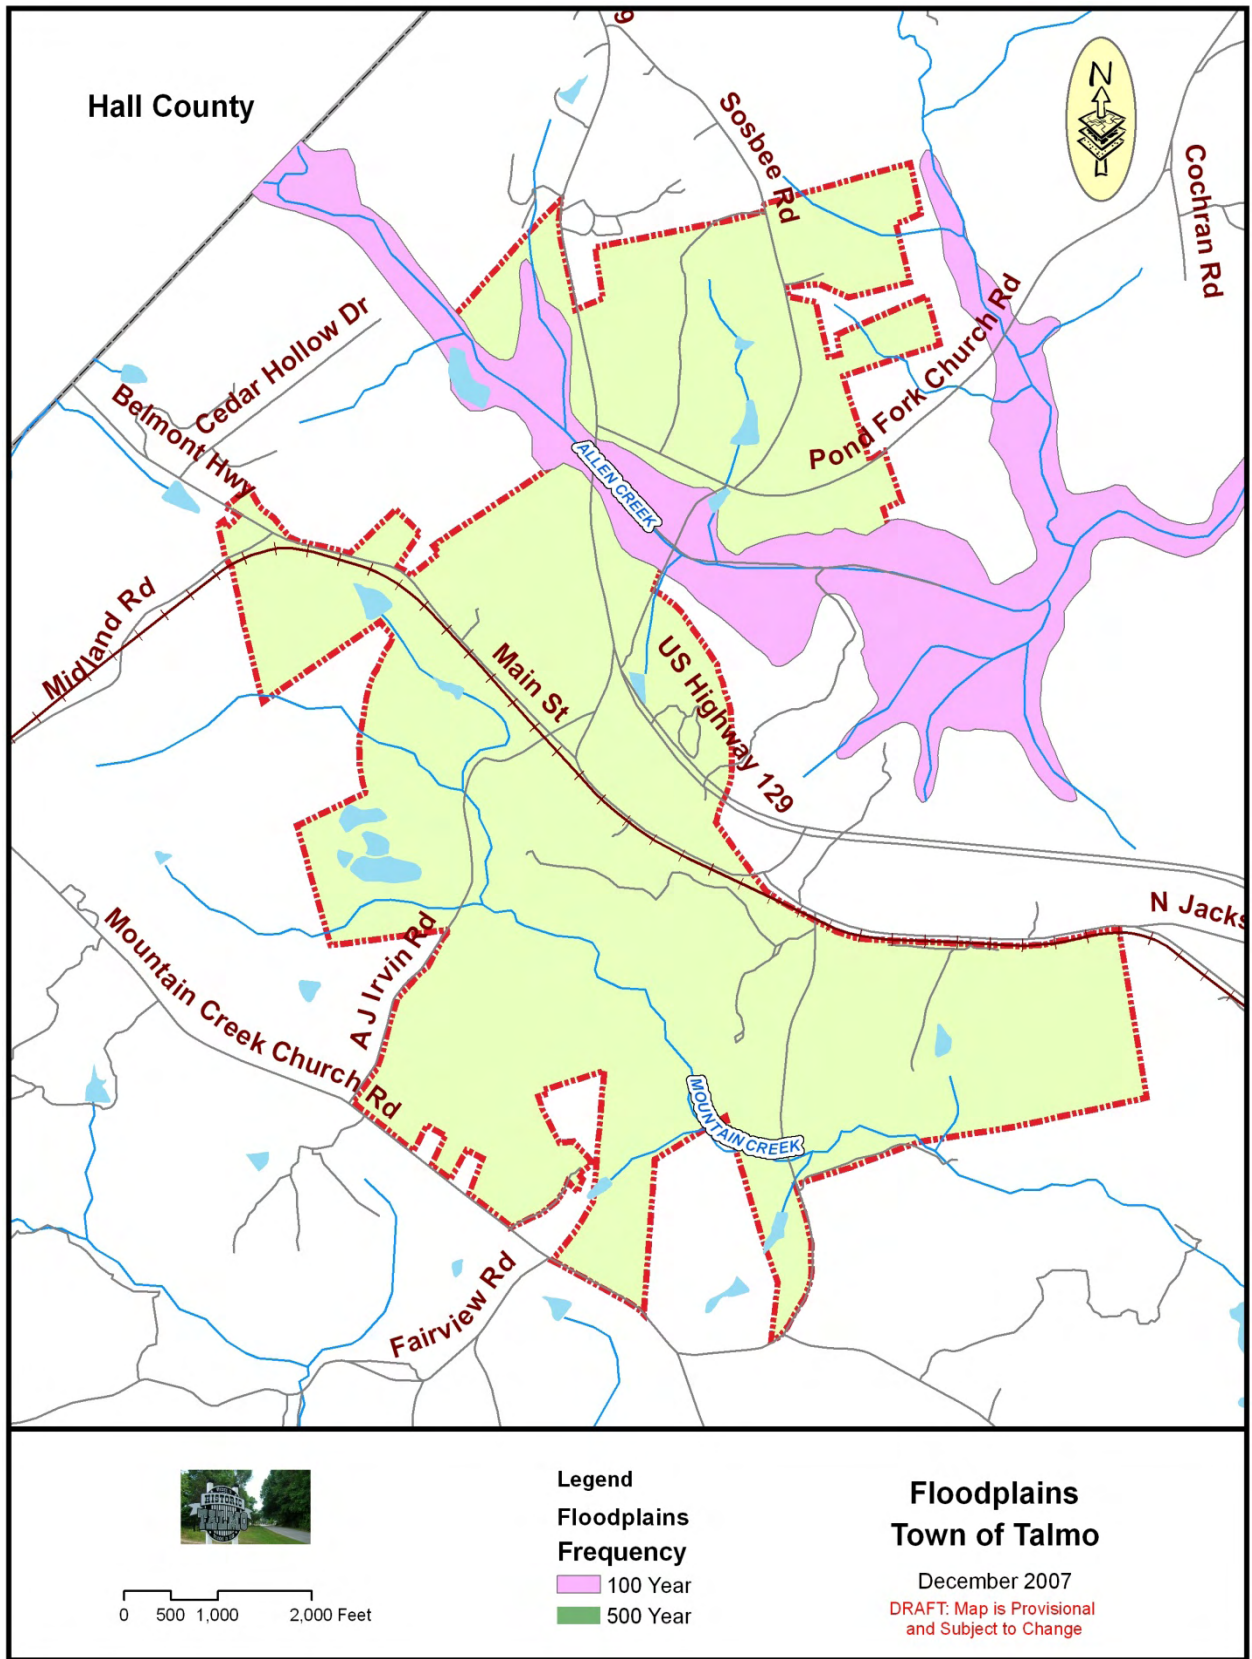 9
N
Hall County
Sosbee Rd
Cochran Rd
Cedar Hollow Dr
Belmont Hwy
Pond Fork Church Rd
ALLEN CREEK
Midland Rd
Main St
US Highway 129
N Jacks
A J Irvin Rd
Mountain Creek Church Rd
MOUNTAIN CREEK
Fairview Rd
HISTORIC
TALMO
0 500 1,000 2,000 Feet
Legend
Floodplains
Frequency
100 Year
500 Year
Floodplains
Town of Talmo
December 2007
DRAFT: Map is Provisional
and Subject to Change